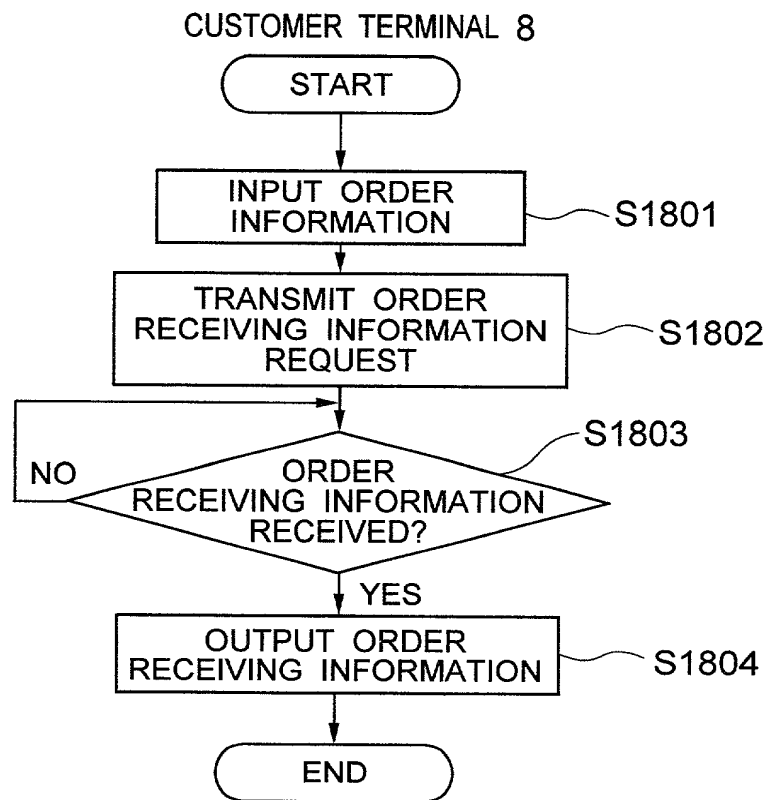 CUSTOMER TERMINAL 8
START
INPUT ORDER
INFORMATION
S1801
TRANSMIT ORDER
RECEIVING INFORMATION
REQUEST
S1802
S1803
NO
ORDER
RECEIVING INFORMATION
RECEIVED?
YES
OUTPUT ORDER
RECEIVING INFORMATION
S1804
END